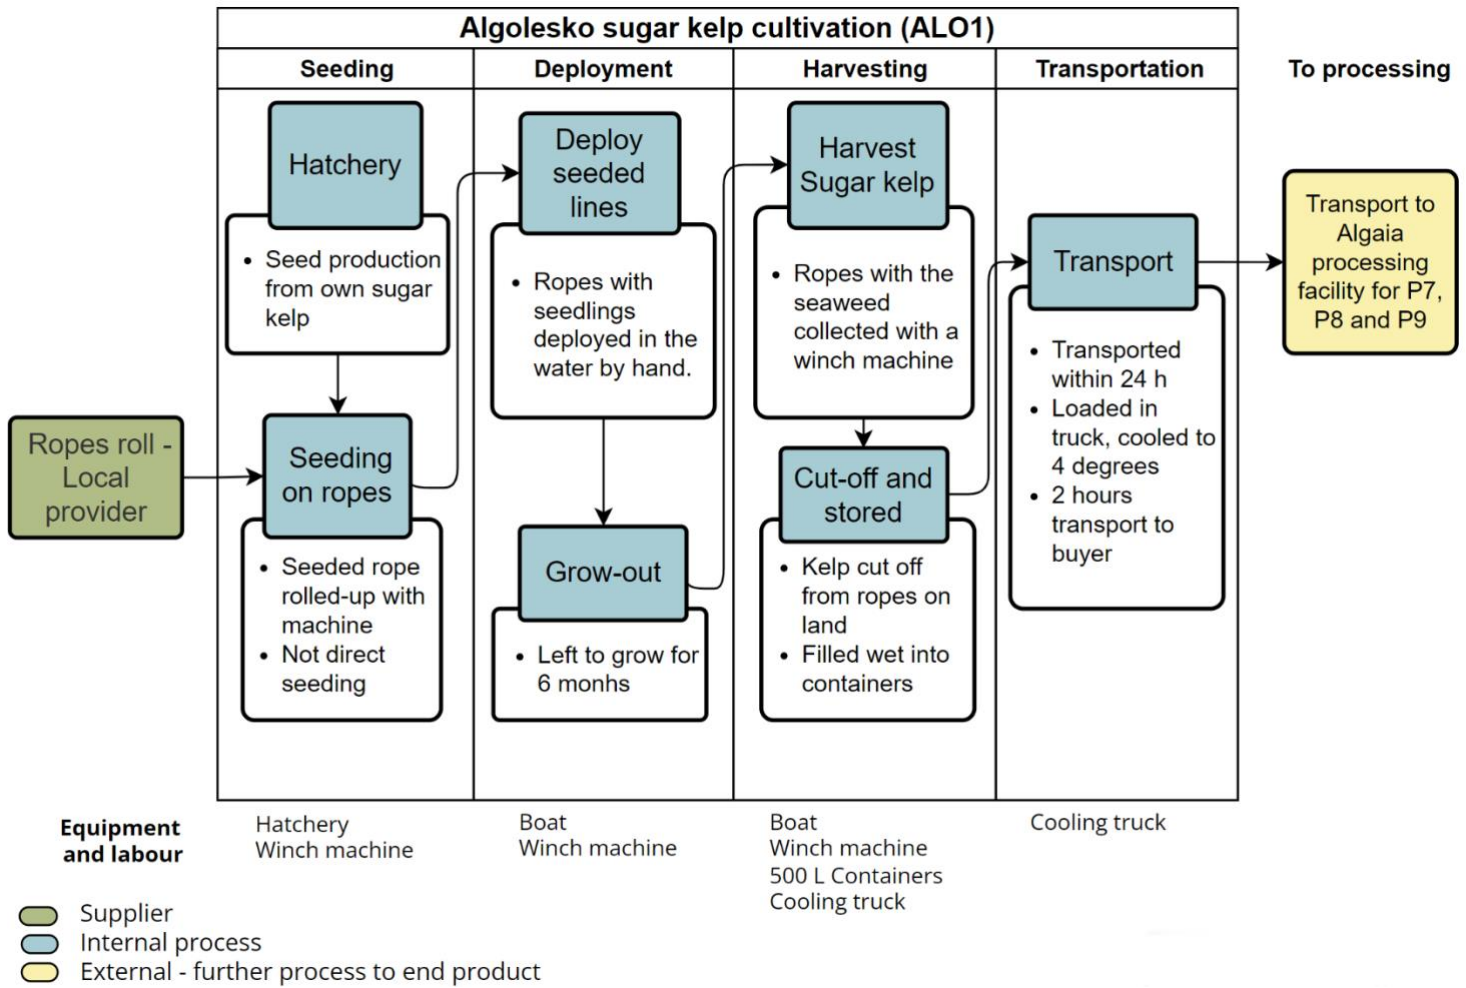 Algolesko sugar kelp cultivation (ALO1)
Seeding
Deployment
Harvesting
Transportation
To processing
Ropes roll -
Local
provider
Hatchery
• Seed production
from own sugar
kelp
Seeding
on ropes
• Seeded rope
rolled-up with
machine
• Not direct
seeding
Deploy
seeded
lines
• Ropes with
seedlings
deployed in the
water by hand.
Grow-out
• Left to grow for
6 monhs
Harvest
Sugar kelp
• Ropes with the
seaweed
collected with a
winch machine
Cut-off and
stored
• Kelp cut off
from ropes on
land
• Filled wet into
containers
Transport
• Transported
within 24 h
• Loaded in
truck, cooled to
4 degrees
• 2 hours
transport to
buyer
Transport to
Algaia
processing
facility for P7,
P8 and P9
Equipment
and labour
Hatchery
Winch machine
Boat
Winch machine
Boat
Winch machine
500 L Containers
Cooling truck
Cooling truck
Supplier
Internal process
External - further process to end product